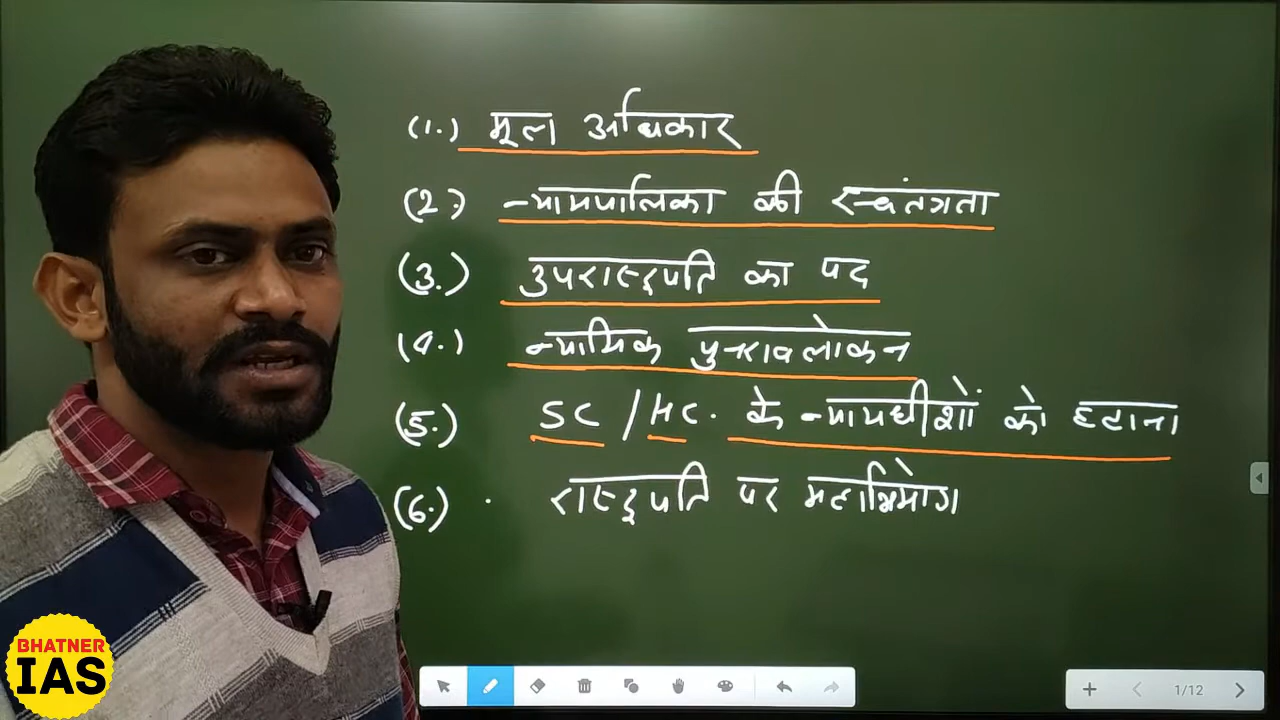 (1.) मूल अधिकार
(2.) न्यायपालिका की स्वतंत्रता
(3.) उपराष्ट्रपति का पद
(4.) न्यायिक पुनरावलोकन
(5.) SC / HC. के न्यायधीशों को हटाना
(6.) राष्ट्रपति पर महाभियोग
BHATNER
IAS
1/12